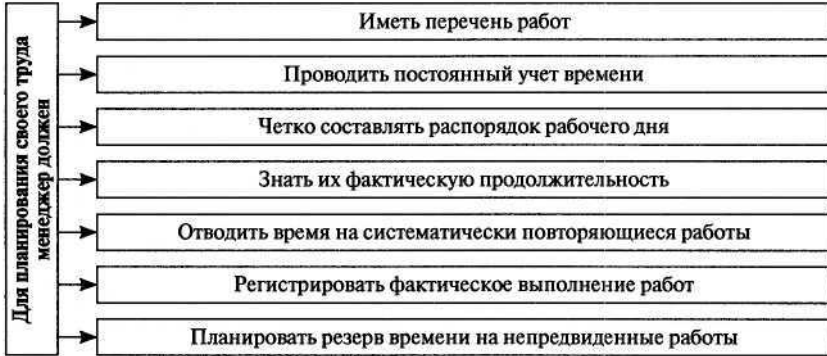 Для планирования своего труда
менеджер должен
Иметь перечень работ
Проводить постоянный учет времени
Четко составлять распорядок рабочего дня
Знать их фактическую продолжительность
Отводить время на систематически повторяющиеся работы
Регистрировать фактическое выполнение работ
Планировать резерв времени на непредвиденные работы